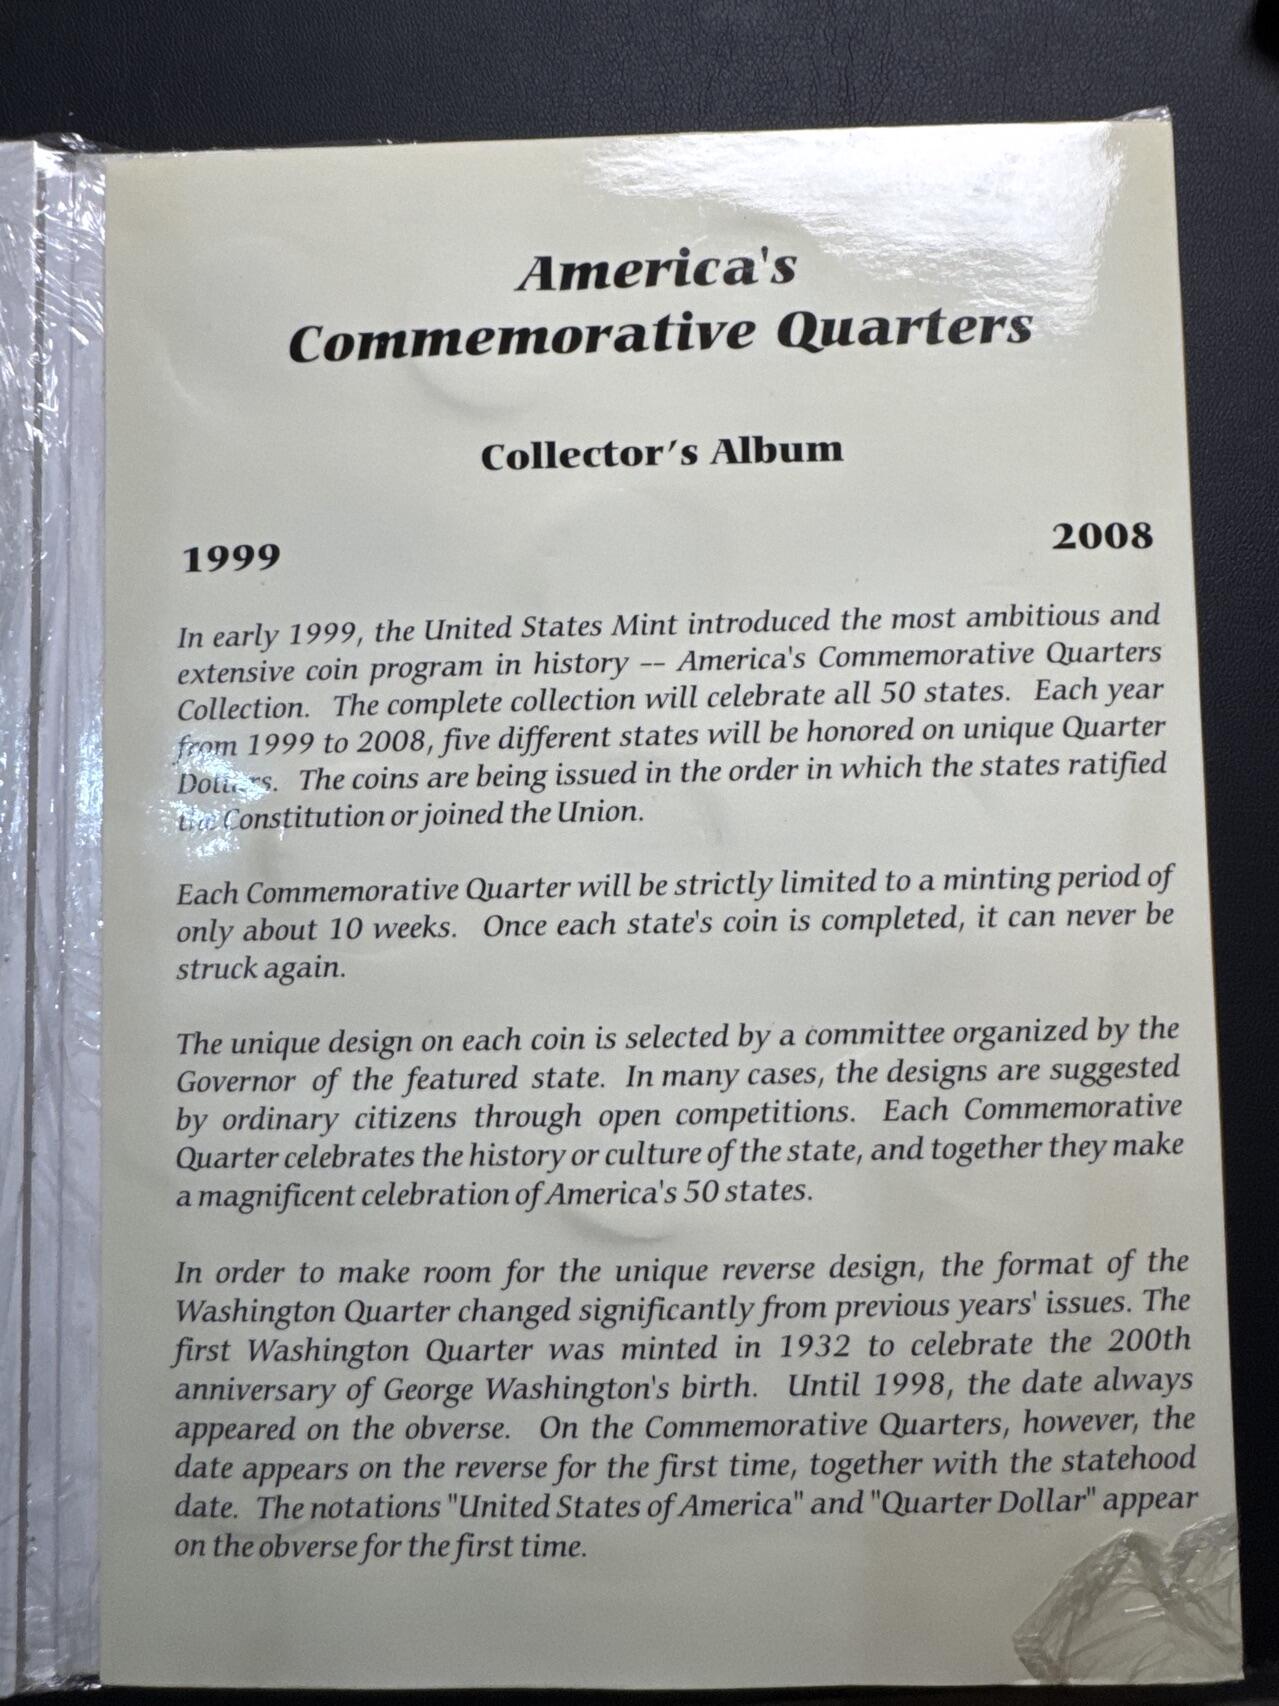 America's
Commemorative Quarters
Collector’s Album
1999
2008
In early 1999, the United States Mint introduced the most ambitious and
extensive coin program in history -- America's Commemorative Quarters
Collection. The complete collection will celebrate all 50 states. Each year
from 1999 to 2008, five different states will be honored on unique Quarter
Dollars. The coins are being issued in the order in which the states ratified
the Constitution or joined the Union.
Each Commemorative Quarter will be strictly limited to a minting period of
only about 10 weeks. Once each state's coin is completed, it can never be
struck again.
The unique design on each coin is selected by a committee organized by the
Governor of the featured state. In many cases, the designs are suggested
by ordinary citizens through open competitions. Each Commemorative
Quarter celebrates the history or culture of the state, and together they make
a magnificent celebration of America's 50 states.
In order to make room for the unique reverse design, the format of the
Washington Quarter changed significantly from previous years' issues. The
first Washington Quarter was minted in 1932 to celebrate the 200th
anniversary of George Washington's birth. Until 1998, the date always
appeared on the obverse. On the Commemorative Quarters, however, the
date appears on the reverse for the first time, together with the statehood
date. The notations "United States of America" and "Quarter Dollar" appear
on the obverse for the first time.